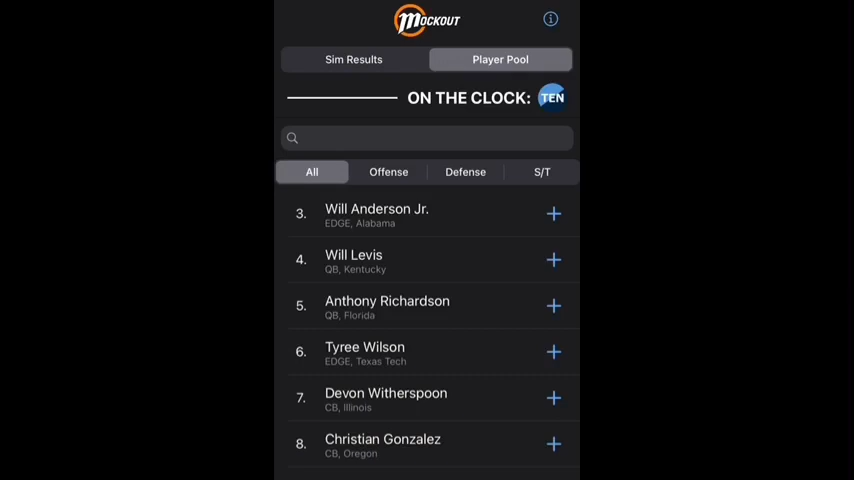 MOCKOUT
Sim Results
Player Pool
ON THE CLOCK: TEN
All
Offense
Defense
S/T
3.
Will Anderson Jr.
EDGE, Alabama
4.
Will Levis
QB, Kentucky
5.
Anthony Richardson
QB, Florida
6.
Tyree Wilson
EDGE, Texas Tech
7.
Devon Witherspoon
CB, Illinois
8.
Christian Gonzalez
CB, Oregon